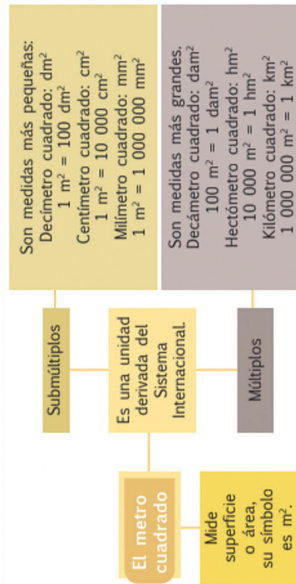 El metro
cuadrado
Mide
superficie
o área,
su símbolo
es m².
Es una unidad
derivada del
Sistema
Internacional.
Submúltiplos
Son medidas más pequeñas:
Decímetro cuadrado: dm²
1 m² = 100 dm²
Centímetro cuadrado: cm²
1 m² = 10 000 cm²
Milímetro cuadrado: mm²
1 m² = 1 000 000 mm²
Múltiplos
Son medidas más grandes.
Decámetro cuadrado: dam²
100 m² = 1 dam²
Hectómetro cuadrado: hm²
10 000 m² = 1 hm²
Kilómetro cuadrado: km²
1 000 000 m² = 1 km²